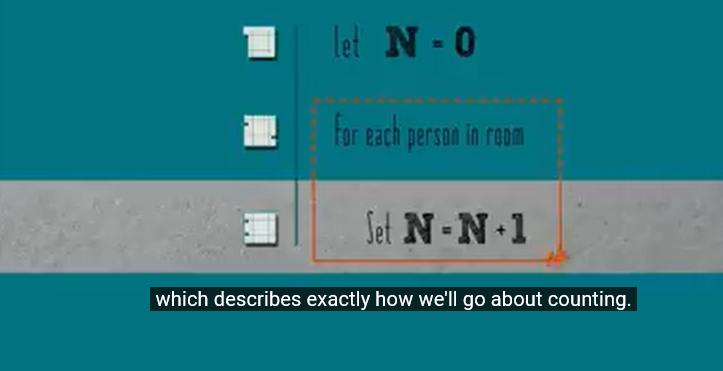 let N = 0
For each person in room
Set N = N + 1
which describes exactly how we'll go about counting.